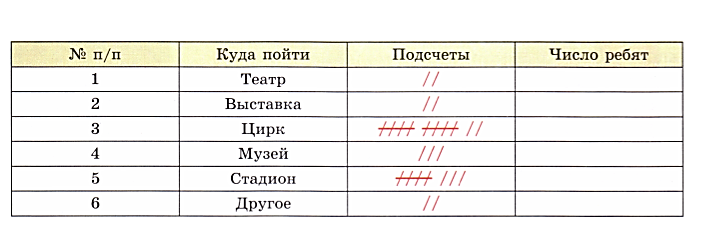 № п/п Куда пойти Подсчеты Число ребят
1 Театр //
2 Выставка //
3 Цирк //// //// //
4 Музей ///
5 Стадион //// ///
6 Другое //